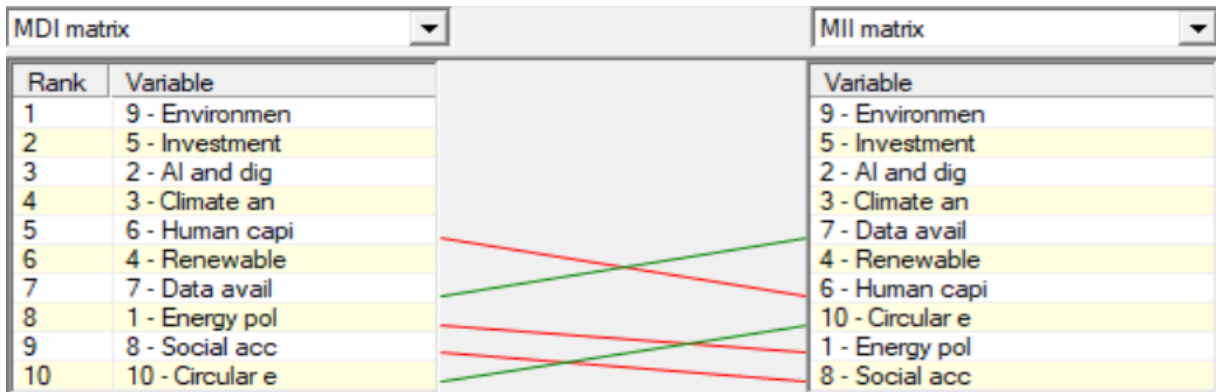 MDI matrix MII matrix
Rank Variable Variable
1 9 - Environmen 9 - Environmen
2 5 - Investment 5 - Investment
3 2 - AI and dig 2 - AI and dig
4 3 - Climate an 3 - Climate an
5 6 - Human capi 7 - Data avail
6 4 - Renewable 4 - Renewable
7 7 - Data avail 6 - Human capi
8 1 - Energy pol 10 - Circular e
9 8 - Social acc 1 - Energy pol
10 10 - Circular e 8 - Social acc